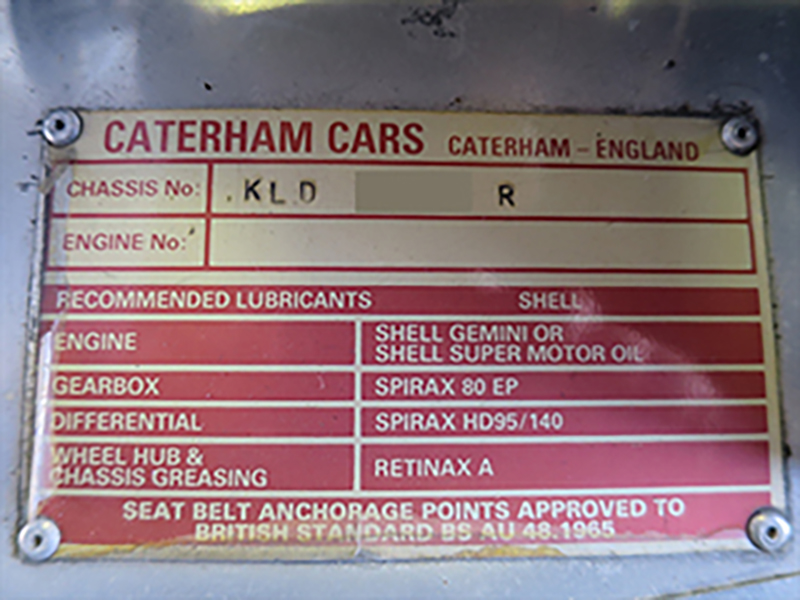 CATERHAM CARS CATERHAM - ENGLAND
CHASSIS No: KLD R
ENGINE No:
RECOMMENDED LUBRICANTS SHELL
ENGINE SHELL GEMINI OR
SHELL SUPER MOTOR OIL
GEARBOX SPIRAX 80 EP
DIFFERENTIAL SPIRAX HD95/140
WHEEL HUB &
CHASSIS GREASING RETINAX A
SEAT BELT ANCHORAGE POINTS APPROVED TO
BRITISH STANDARD BS AU 48.1965